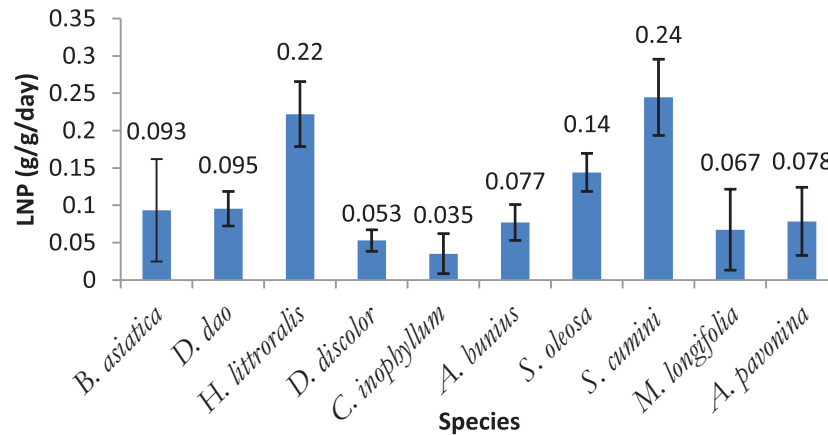 LNP (g/g/day)
0.35
0.3
0.25
0.2
0.15
0.1
0.05
0
0.093
0.095
0.22
0.053
0.035
0.077
0.14
0.24
0.067
0.078
B. asiatica
D. dao
H. littroralis
D. discolor
C. inophyllum
A. bunius
S. oleosa
S. cumini
M. longifolia
A. pavonina
Species